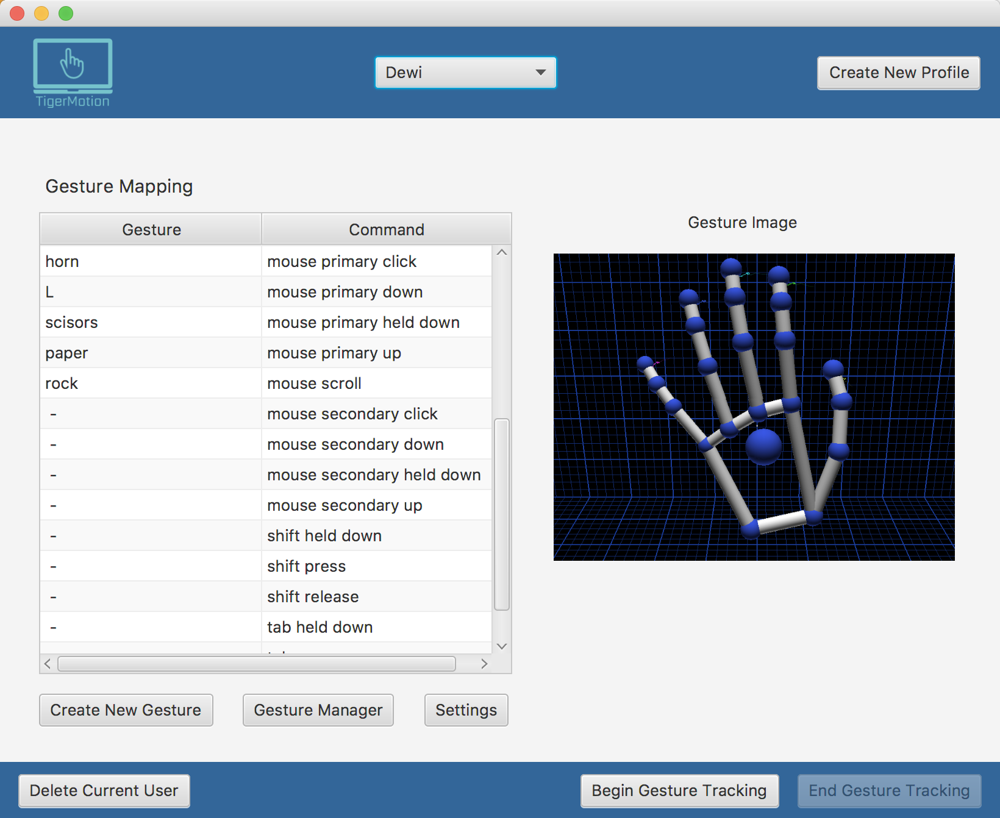 TigerMotion
Dewi
Create New Profile
Gesture Mapping
Gesture Command
horn mouse primary click
L mouse primary down
scisors mouse primary held down
paper mouse primary up
rock mouse scroll
- mouse secondary click
- mouse secondary down
- mouse secondary held down
- mouse secondary up
- shift held down
- shift press
- shift release
- tab held down
Gesture Image
Create New Gesture
Gesture Manager
Settings
Delete Current User
Begin Gesture Tracking
End Gesture Tracking